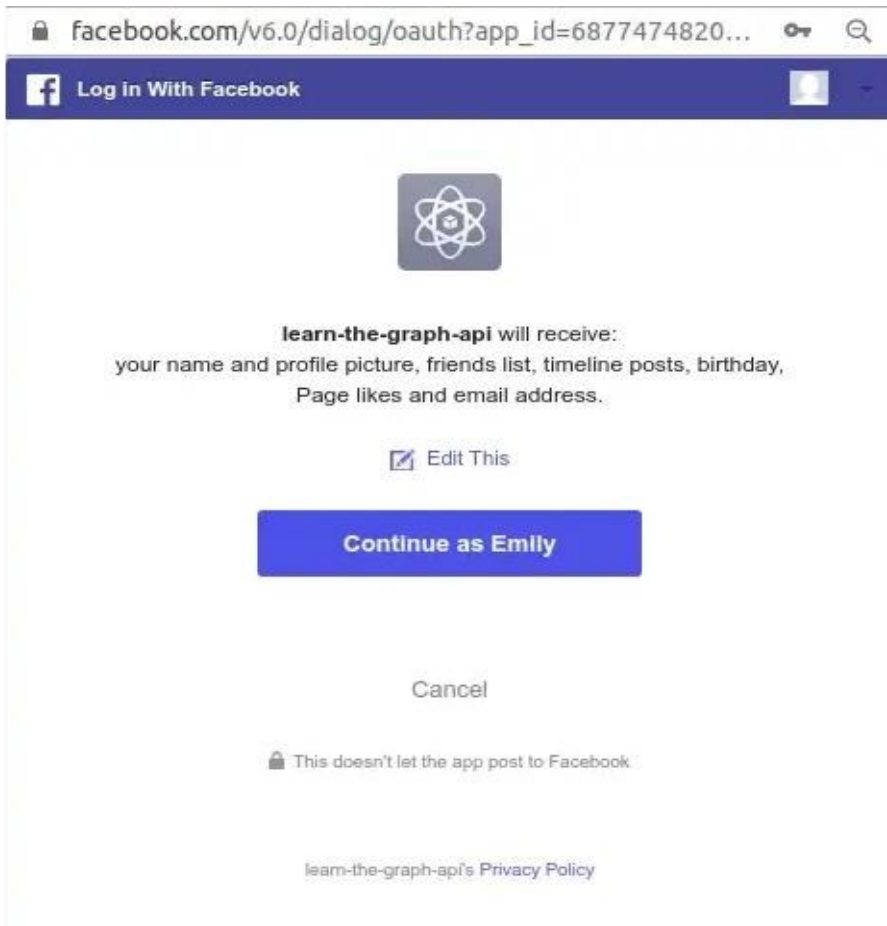 facebook.com/v6.0/dialog/oauth?app_id=6877474820...
Log in With Facebook
learn-the-graph-api will receive:
your name and profile picture, friends list, timeline posts, birthday,
Page likes and email address.
Edit This
Continue as Emily
Cancel
This doesn't let the app post to Facebook
learn-the-graph-api's Privacy Policy